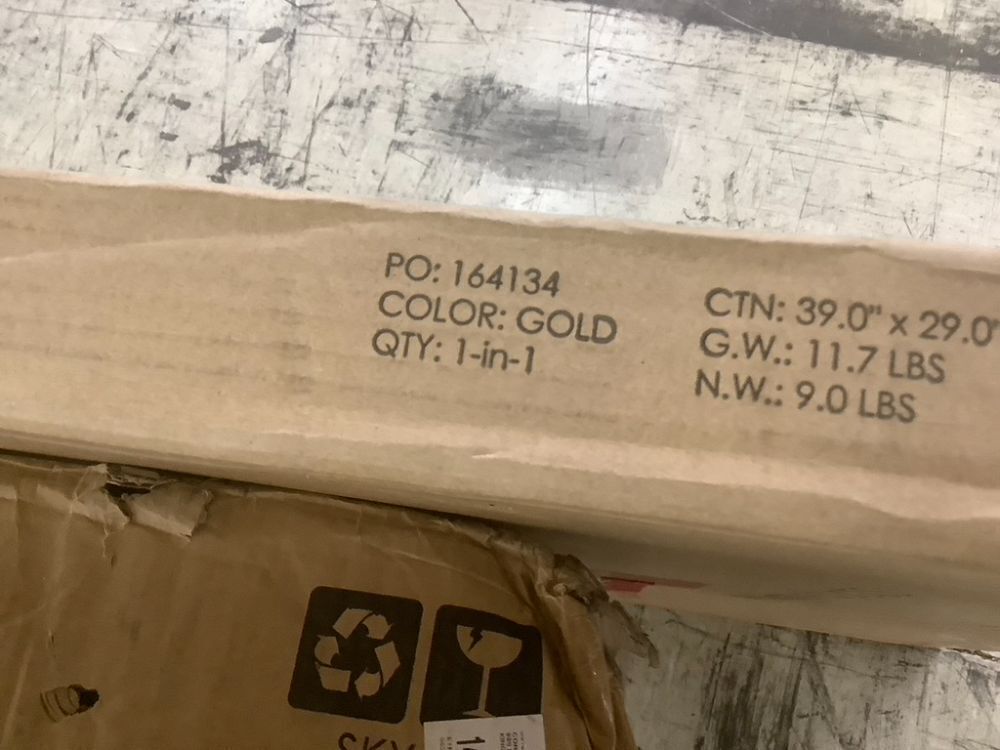 PO: 164134
COLOR: GOLD
QTY: 1-in-1
CTN: 39.0" x 29.0"
G.W.: 11.7 LBS
N.W.: 9.0 LBS